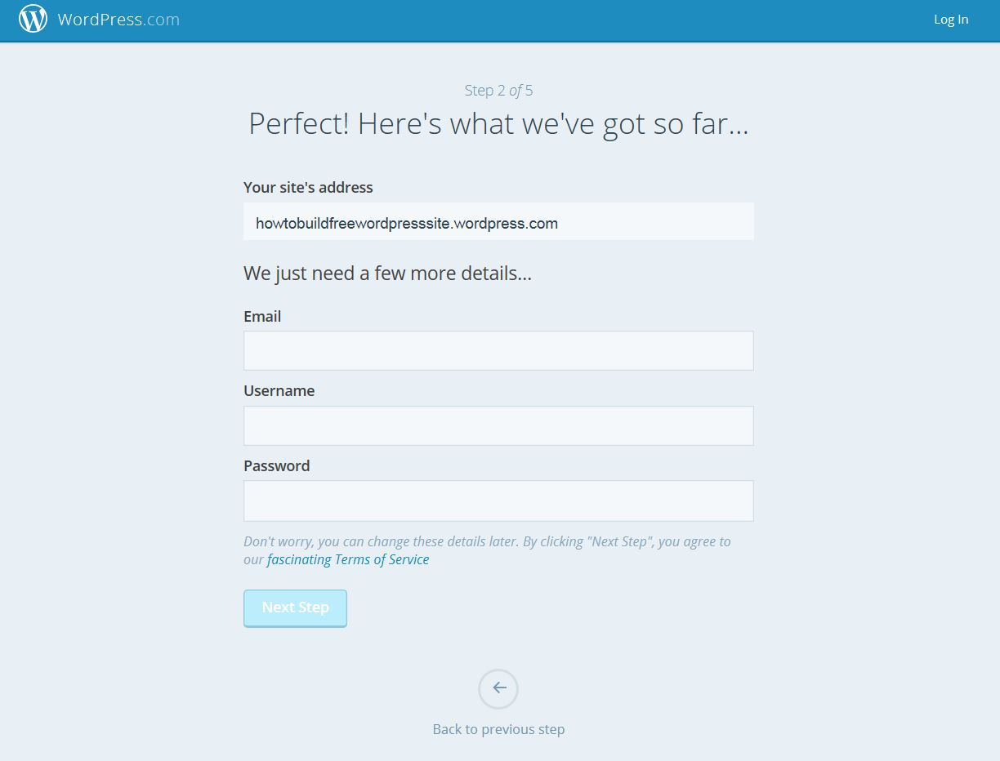 WordPress.com
Log In
Step 2 of 5
Perfect! Here's what we've got so far...
Your site's address
howtobuildfreewordpresssite.wordpress.com
We just need a few more details...
Email
Username
Password
Don't worry, you can change these details later. By clicking "Next Step", you agree to
our fascinating Terms of Service
Next Step
Back to previous step